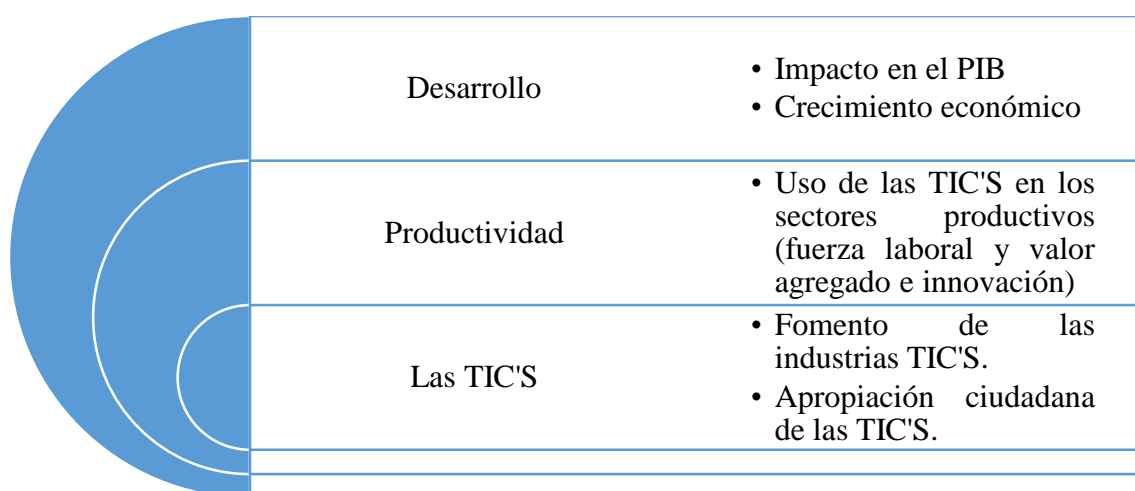 Desarrollo
• Impacto en el PIB
• Crecimiento económico
Productividad
• Uso de las TIC'S en los
sectores productivos
(fuerza laboral y valor
agregado e innovación)
Las TIC'S
• Fomento de las
industrias TIC'S.
• Apropiación ciudadana
de las TIC'S.